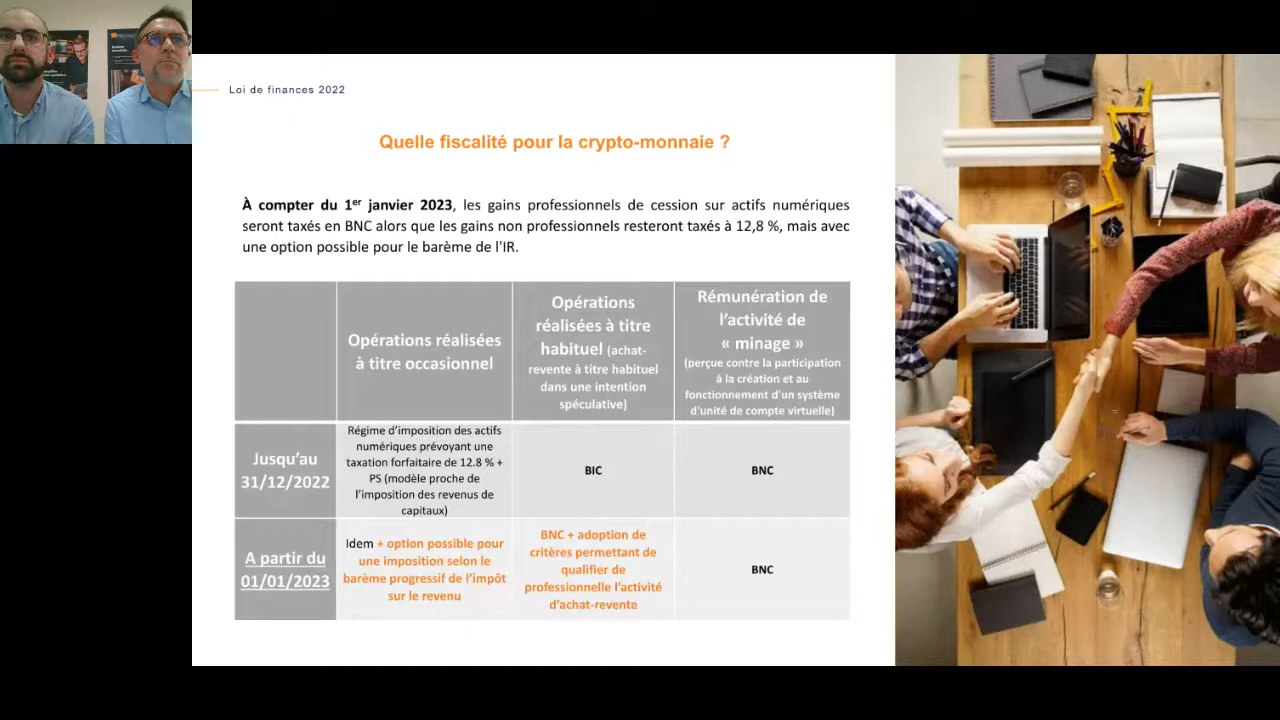 Loi de finances 2022
Quelle fiscalité pour la crypto-monnaie ?
À compter du 1er janvier 2023, les gains professionnels de cession sur actifs numériques
seront taxés en BNC alors que les gains non professionnels resteront taxés à 12,8 %, mais avec
une option possible pour le barème de l'IR.
Opérations réalisées
à titre occasionnel
Opérations
réalisées à titre
habituel (achat-
revente à titre habituel
dans une intention
spéculative)
Rémunération de
l'activité de
« minage »
(perçue contre la participation
à la création et au
fonctionnement d'un système
d'unité de compte virtuelle)
Jusqu'au
31/12/2022
Régime d'imposition des actifs
numériques prévoyant une
taxation forfaitaire de 12.8 % +
PS (modèle proche de
l'imposition des revenus de
capitaux)
BIC
BNC
A partir du
01/01/2023
Idem + option possible pour
une imposition selon le
barème progressif de l'impôt
sur le revenu
BNC + adoption de
critères permettant de
qualifier de
professionnelle l'activité
d'achat-revente
BNC